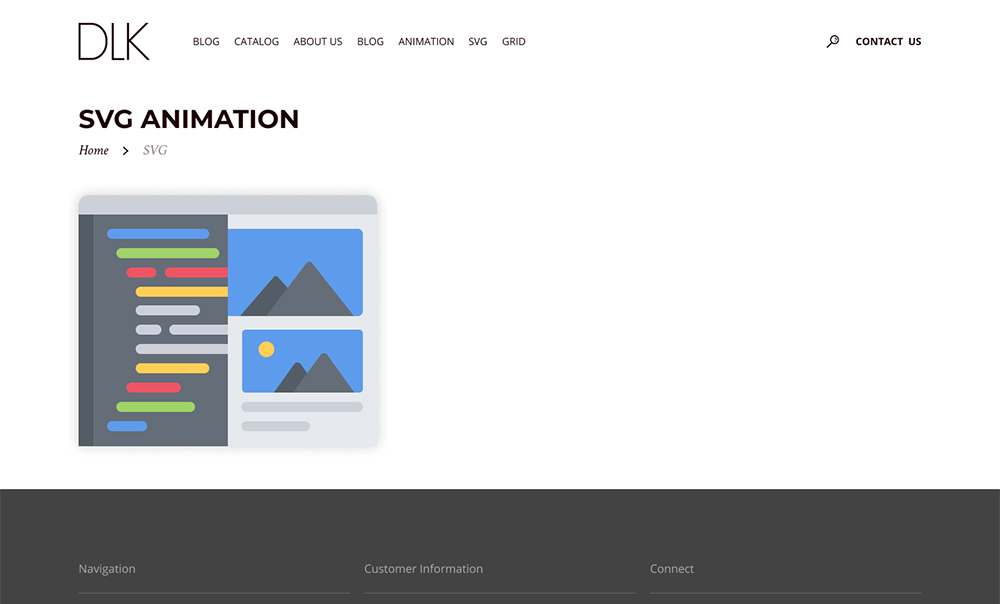 DLK BLOG CATALOG ABOUT US BLOG ANIMATION SVG GRID CONTACT US
SVG ANIMATION
Home > SVG
Navigation Customer Information Connect